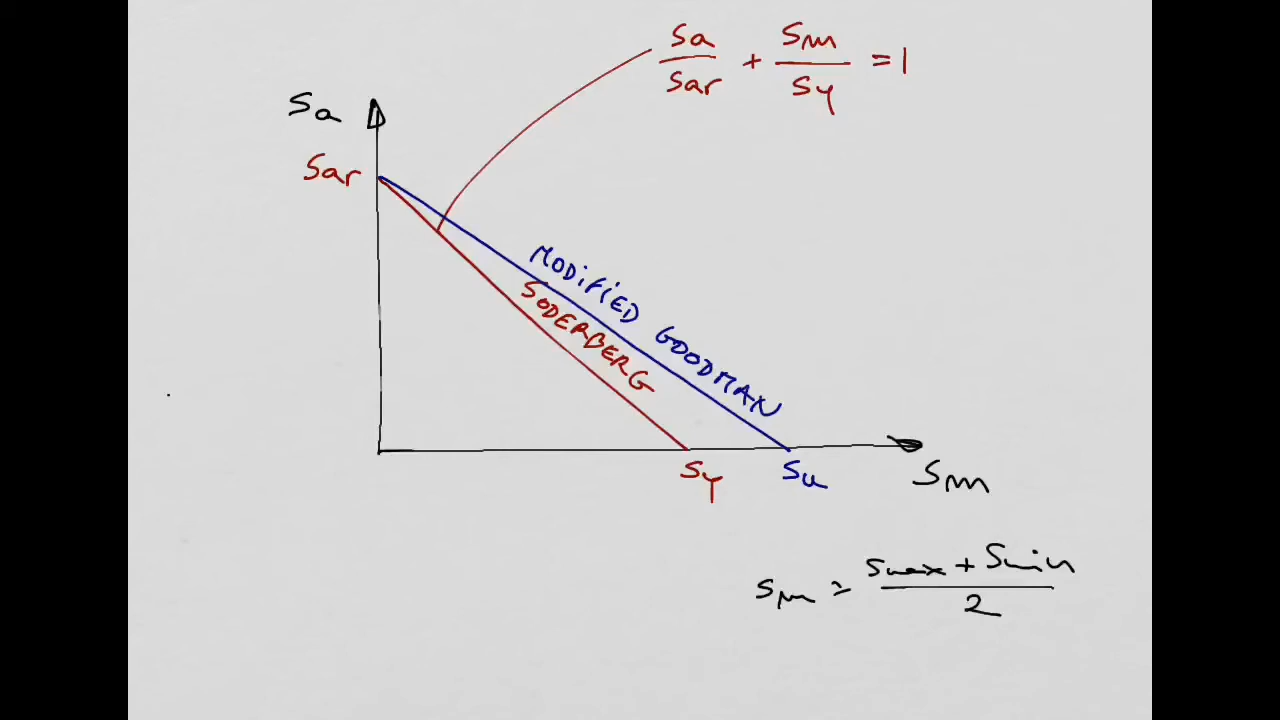 Sa/Sar + Sm/Sy = 1
Sa
Sar
MODIFIED GOODMAN
SODERBERG
Sy
Su
Sm
Sm = Smax + Smin / 2